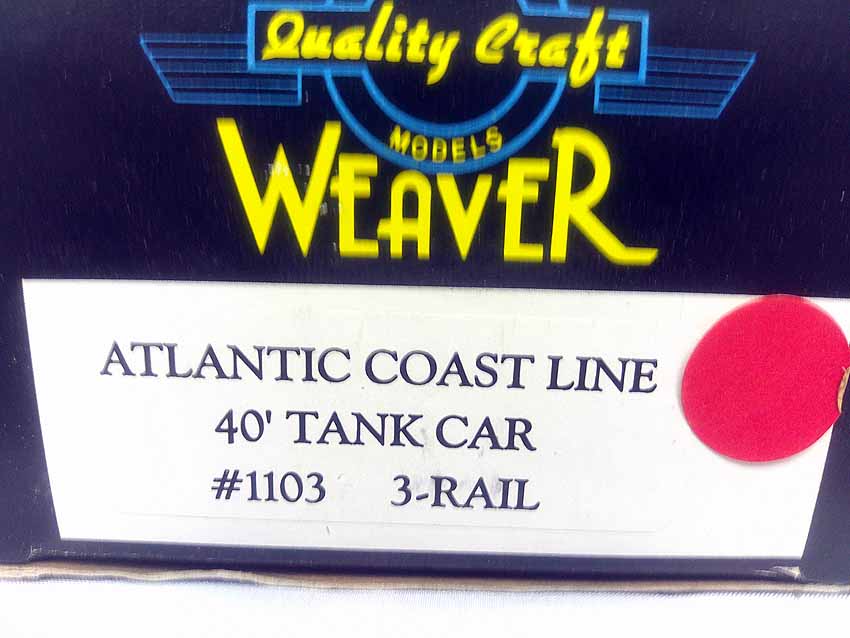 Quality Craft
MODELS
WEAVER
ATLANTIC COAST LINE
40' TANK CAR
#1103 3-RAIL